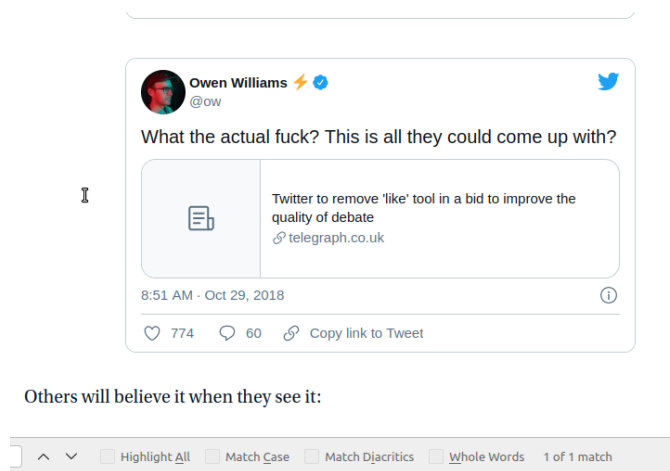 Owen Williams ⚡
@ow
What the actual fuck? This is all they could come up with?
Twitter to remove 'like' tool in a bid to improve the
quality of debate
telegraph.co.uk
8:51 AM · Oct 29, 2018
774 60 Copy link to Tweet
Others will believe it when they see it:
Highlight All Match Case Match Diacritics Whole Words 1 of 1 match